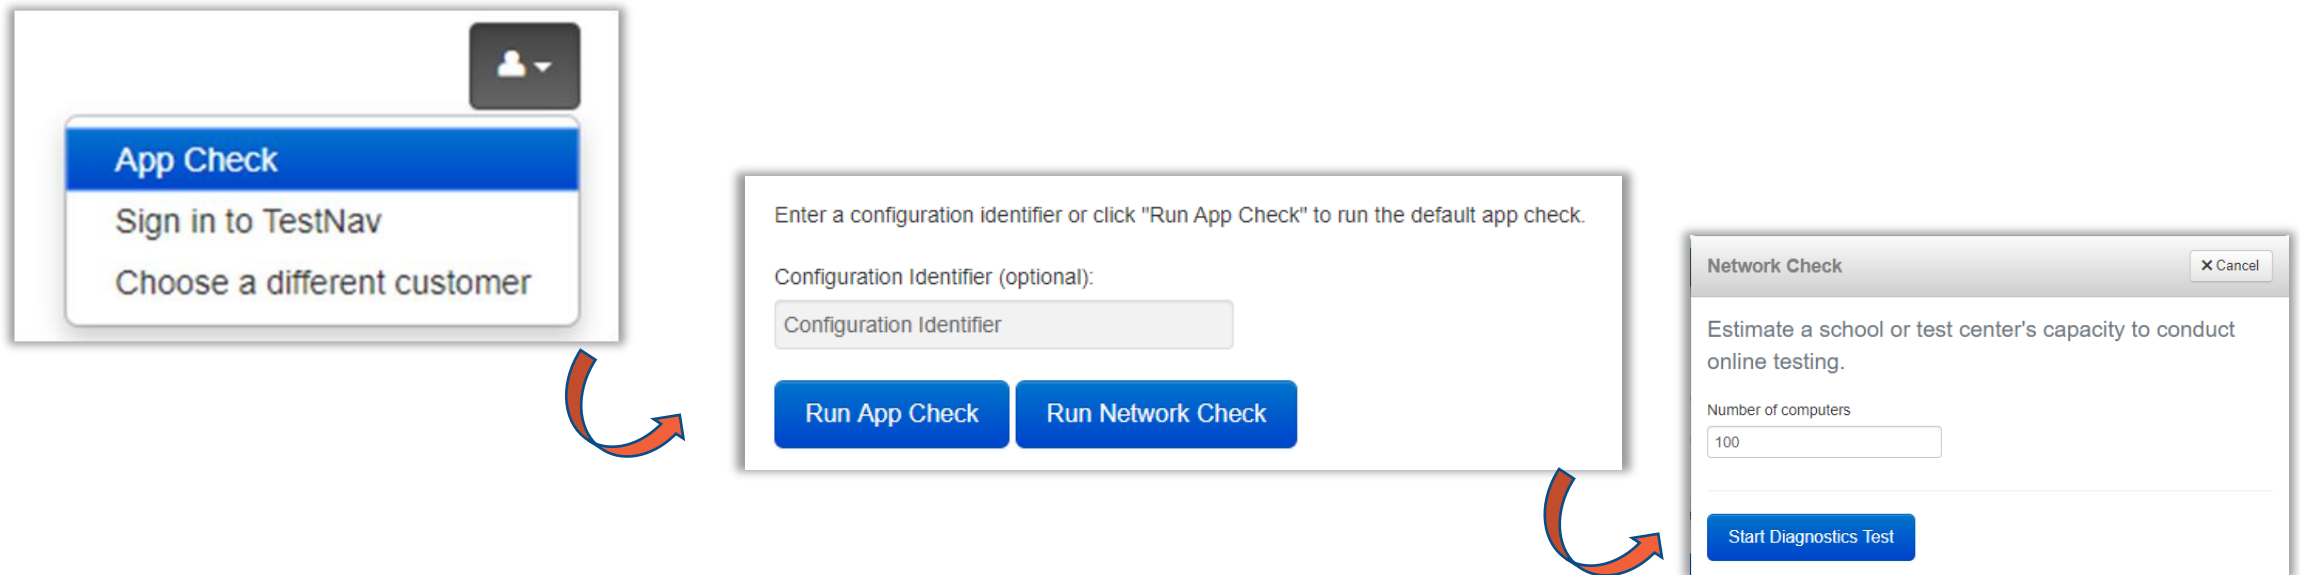 App Check
Sign in to TestNav
Choose a different customer
Enter a configuration identifier or click "Run App Check" to run the default app check.
Configuration Identifier (optional):
Configuration Identifier
Run App Check
Run Network Check
Network Check
Cancel
Estimate a school or test center's capacity to conduct
online testing.
Number of computers
100
Start Diagnostics Test